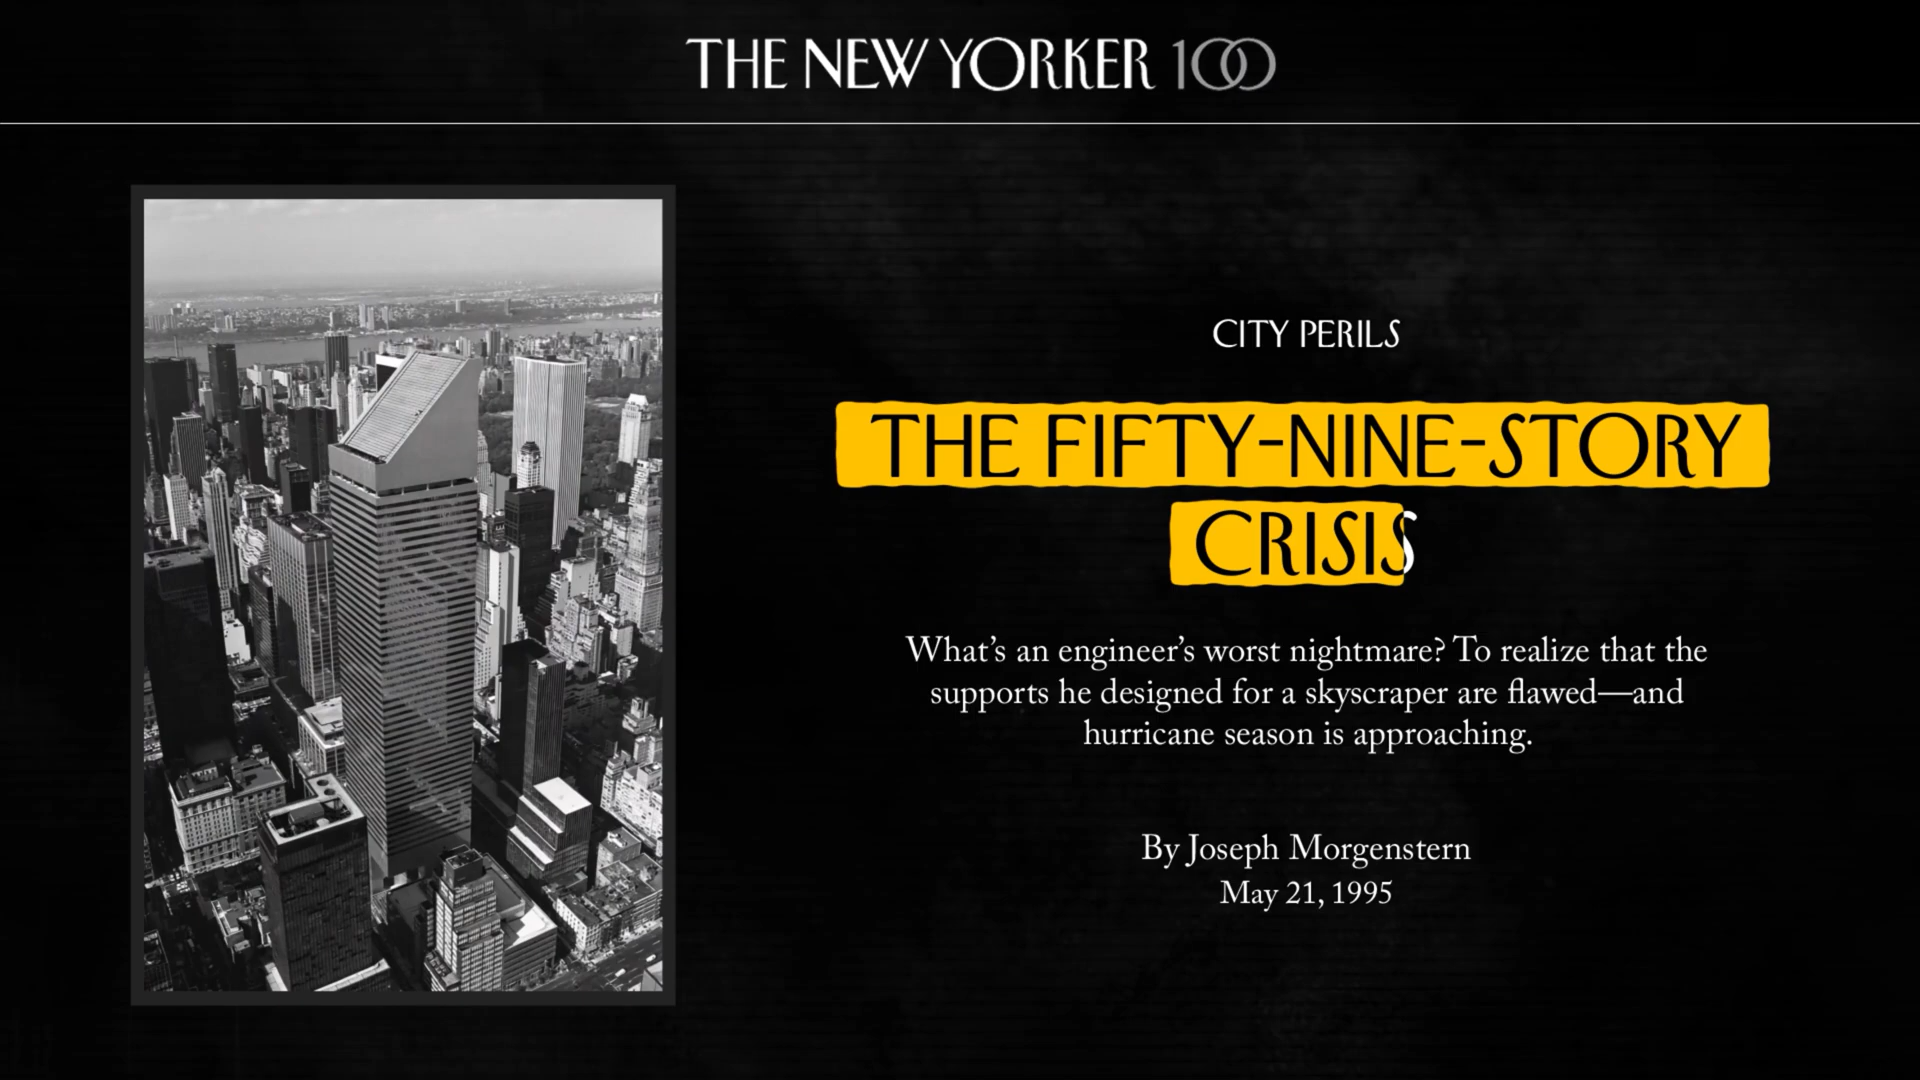 THE NEW YORKER 100
CITY PERILS
THE FIFTY-NINE-STORY
CRISIS
What’s an engineer’s worst nightmare? To realize that the
supports he designed for a skyscraper are flawed—and
hurricane season is approaching.
By Joseph Morgenstern
May 21, 1995